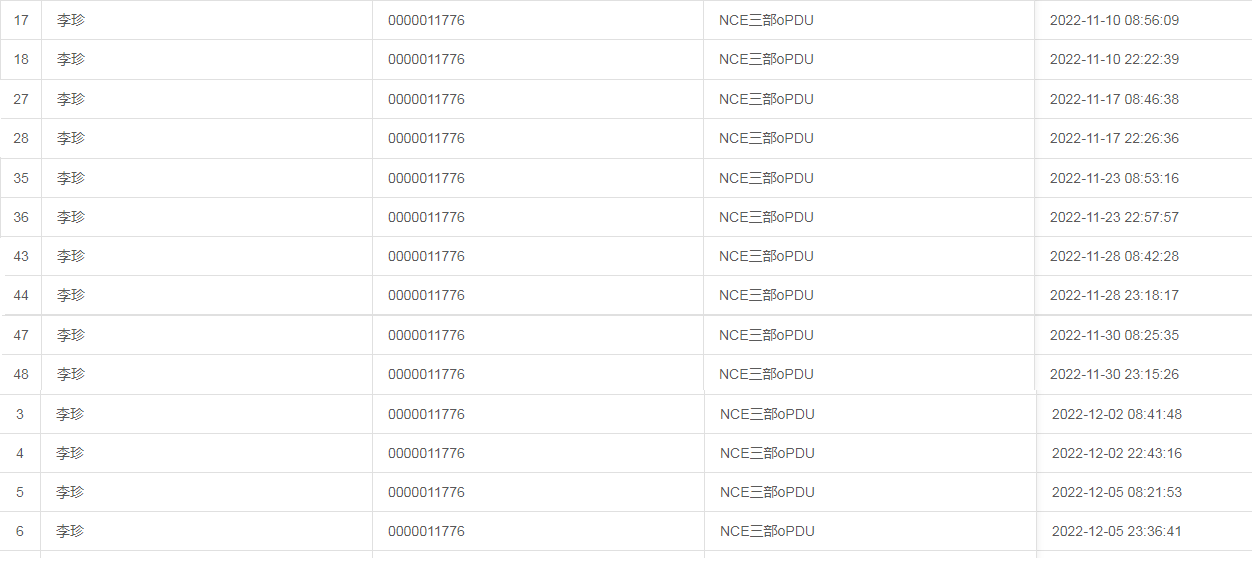 17 李珍 0000011776 NCE三部oPDU 2022-11-10 08:56:09
18 李珍 0000011776 NCE三部oPDU 2022-11-10 22:22:39
27 李珍 0000011776 NCE三部oPDU 2022-11-17 08:46:38
28 李珍 0000011776 NCE三部oPDU 2022-11-17 22:26:36
35 李珍 0000011776 NCE三部oPDU 2022-11-23 08:53:16
36 李珍 0000011776 NCE三部oPDU 2022-11-23 22:57:57
43 李珍 0000011776 NCE三部oPDU 2022-11-28 08:42:28
44 李珍 0000011776 NCE三部oPDU 2022-11-28 23:18:17
47 李珍 0000011776 NCE三部oPDU 2022-11-30 08:25:35
48 李珍 0000011776 NCE三部oPDU 2022-11-30 23:15:26
3 李珍 0000011776 NCE三部oPDU 2022-12-02 08:41:48
4 李珍 0000011776 NCE三部oPDU 2022-12-02 22:43:16
5 李珍 0000011776 NCE三部oPDU 2022-12-05 08:21:53
6 李珍 0000011776 NCE三部oPDU 2022-12-05 23:36:41